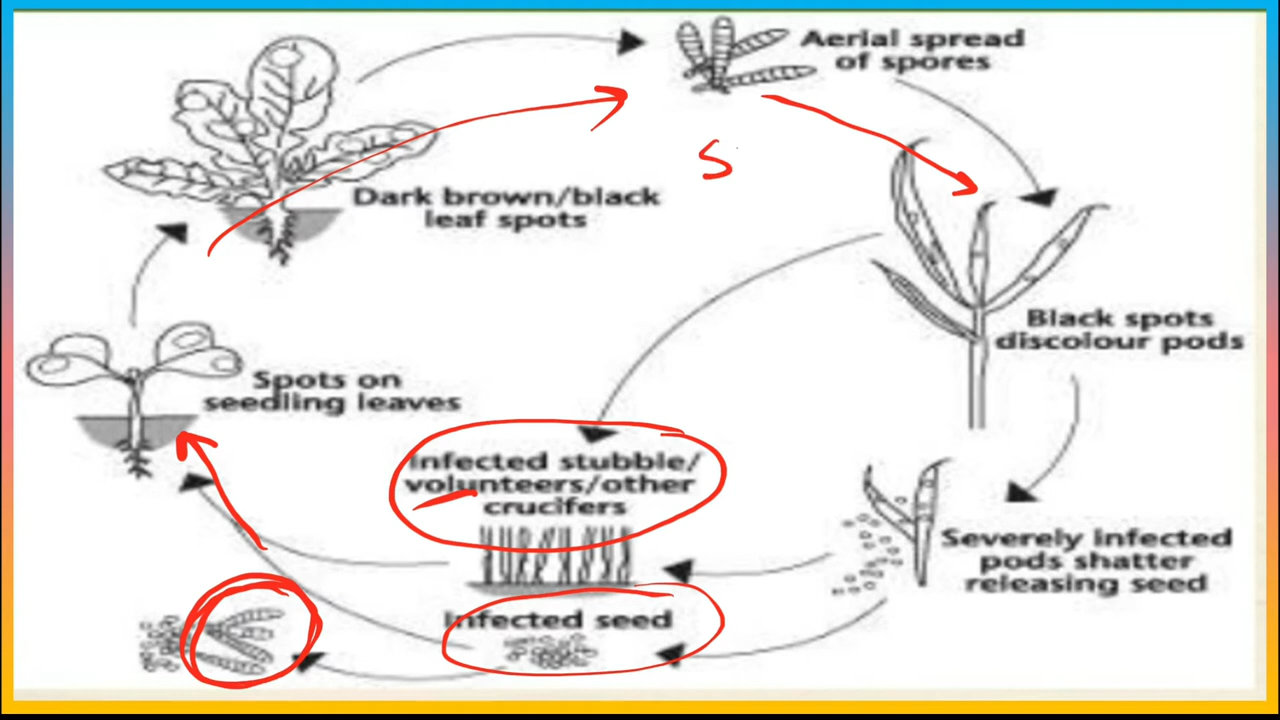 Aerial spread
of spores
S
Dark brown/black
leaf spots
Black spots
discolour pods
Spots on
seedling leaves
Infected stubble/
volunteers/other
crucifers
Severely infected
pods shatter
releasing seed
Infected seed